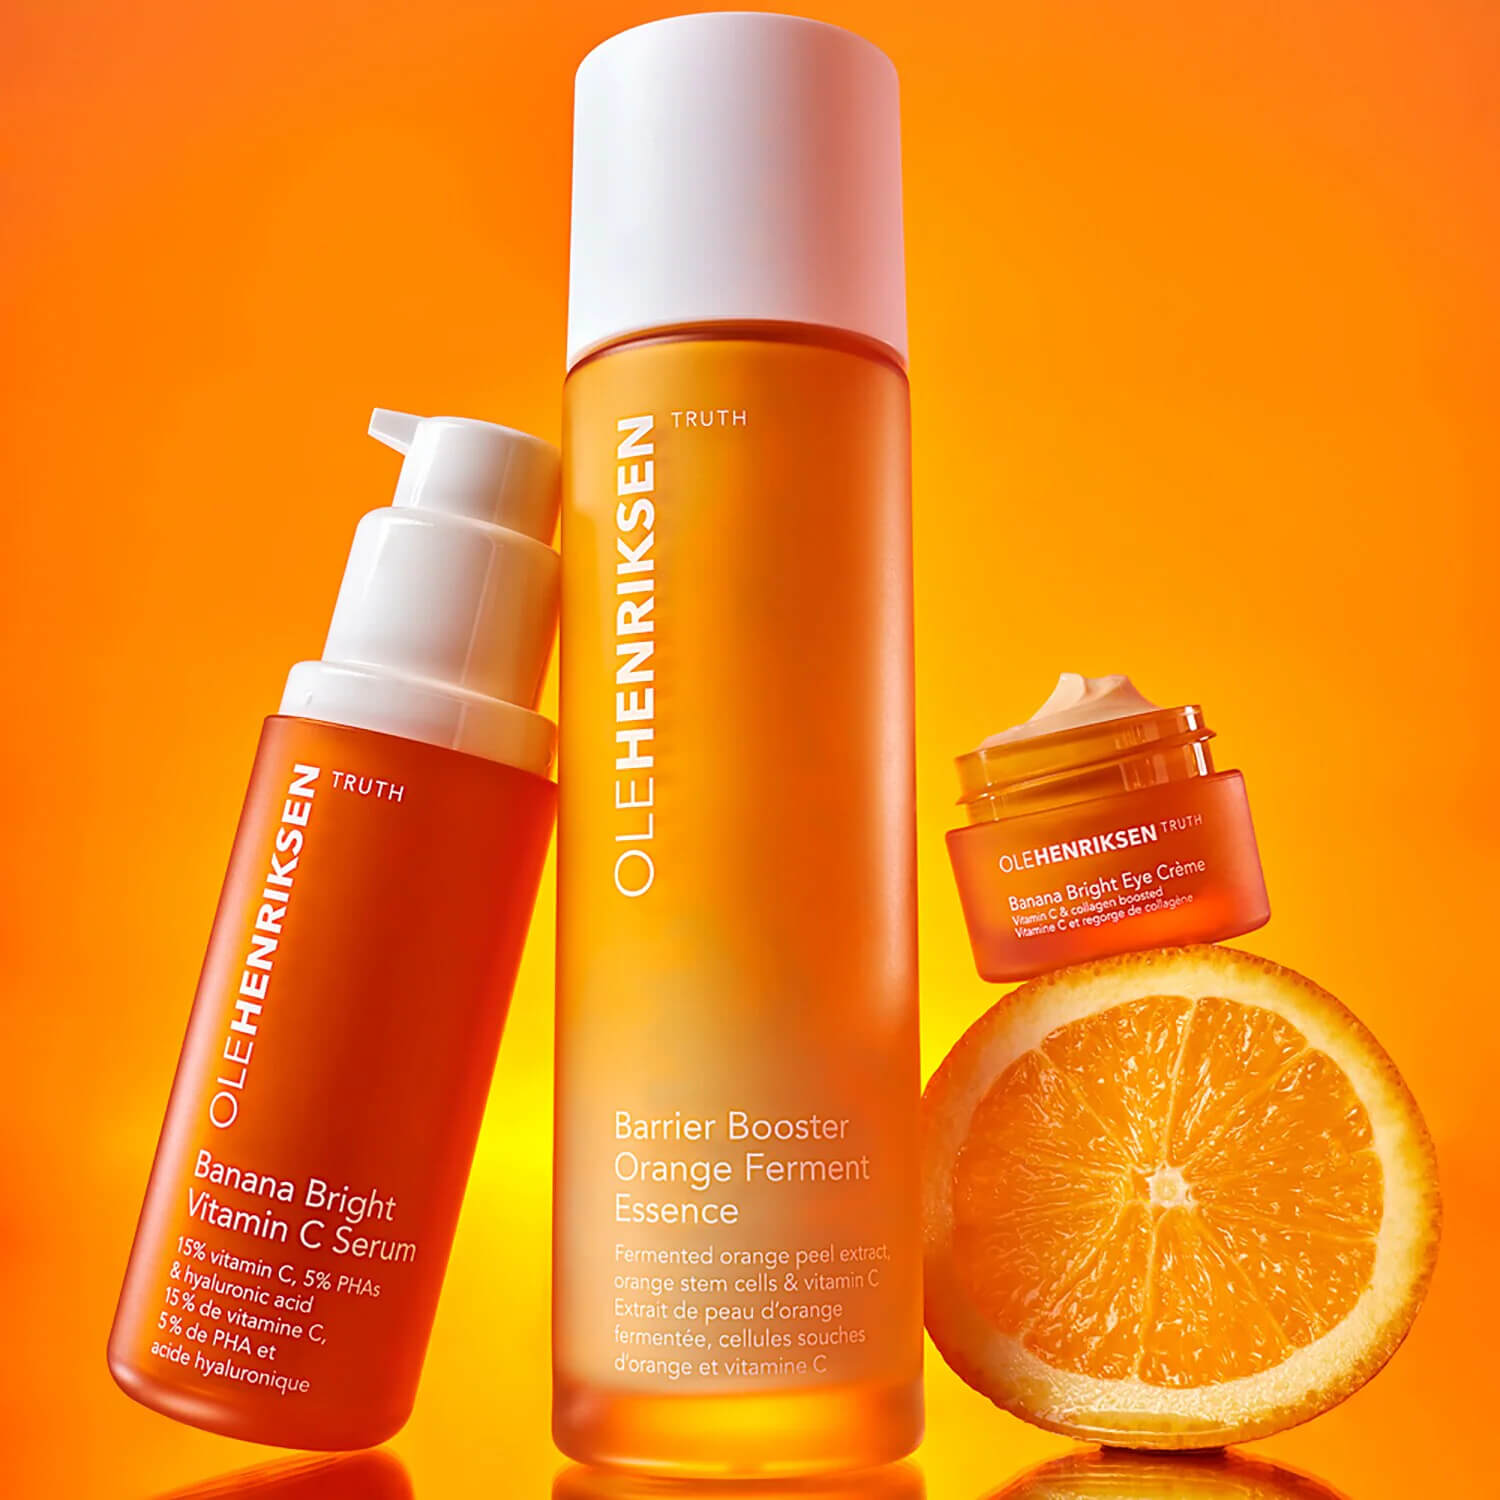 OLEHENRIKSEN TRUTH
Banana Bright
Vitamin C Serum
15% vitamin C, 5% PHAs
& hyaluronic acid
15% de vitamine C,
5% de PHA et
acide hyaluronique
OLEHENRIKSEN TRUTH
Barrier Booster
Orange Ferment
Essence
Fermented orange peel extract,
orange stem cells & vitamin C
Extrait de peau d'orange
fermentée, cellules souches
d'orange et vitamine C
OLEHENRIKSEN TRUTH
Banana Bright Eye Crème
Vitamin C & collagen boosted
Vitamine C et regorge de collagène